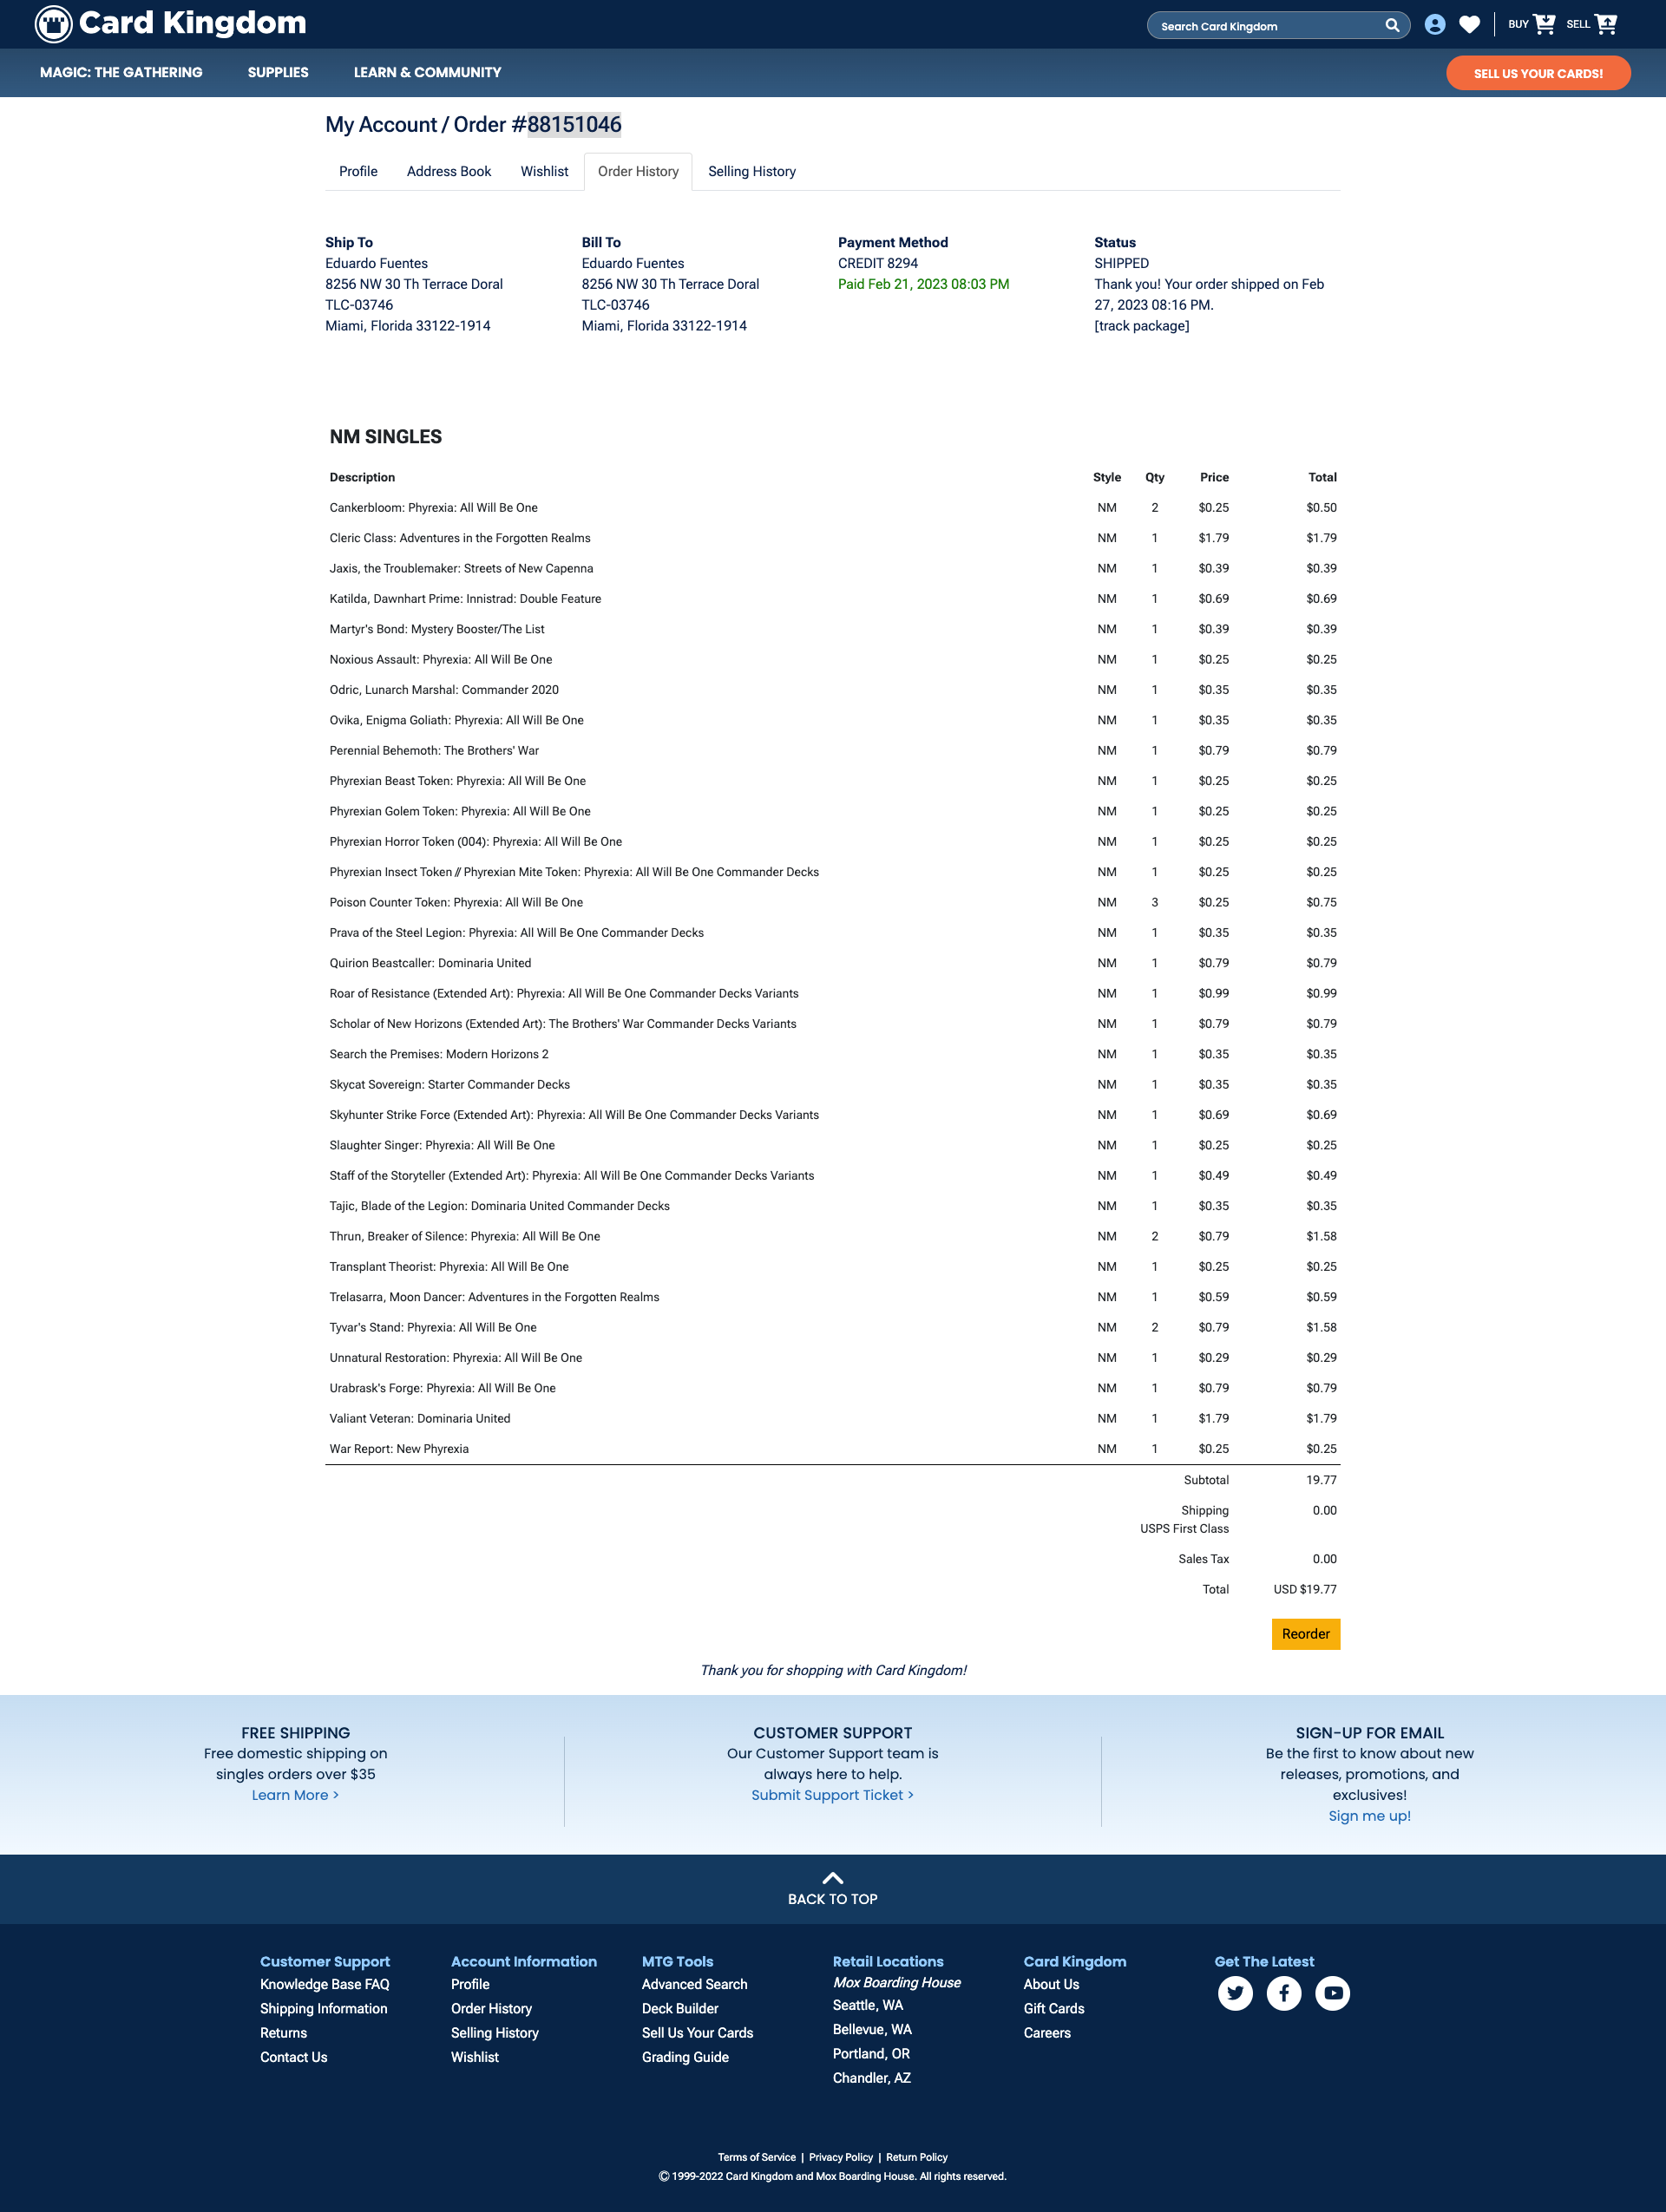 Card Kingdom
Search Card Kingdom
BUY SELL
MAGIC: THE GATHERING SUPPLIES LEARN & COMMUNITY SELL US YOUR CARDS!
My Account / Order #88151046
Profile Address Book Wishlist Order History Selling History
Ship To Bill To Payment Method Status
Eduardo Fuentes Eduardo Fuentes CREDIT 8294 SHIPPED
8256 NW 30 Th Terrace Doral 8256 NW 30 Th Terrace Doral Paid Feb 21, 2023 08:03 PM Thank you! Your order shipped on Feb
TLC-03746 TLC-03746 27, 2023 08:16 PM.
Miami, Florida 33122-1914 Miami, Florida 33122-1914 [track package]
NM SINGLES
Description Style Qty Price Total
Cankerbloom: Phyrexia: All Will Be One NM 2 $0.25 $0.50
Cleric Class: Adventures in the Forgotten Realms NM 1 $1.79 $1.79
Jaxis, the Troublemaker: Streets of New Capenna NM 1 $0.39 $0.39
Katilda, Dawnhart Prime: Innistrad: Double Feature NM 1 $0.69 $0.69
Martyr's Bond: Mystery Booster/The List NM 1 $0.39 $0.39
Noxious Assault: Phyrexia: All Will Be One NM 1 $0.25 $0.25
Odric, Lunarch Marshal: Commander 2020 NM 1 $0.35 $0.35
Ovika, Enigma Goliath: Phyrexia: All Will Be One NM 1 $0.35 $0.35
Perennial Behemoth: The Brothers' War NM 1 $0.79 $0.79
Phyrexian Beast Token: Phyrexia: All Will Be One NM 1 $0.25 $0.25
Phyrexian Golem Token: Phyrexia: All Will Be One NM 1 $0.25 $0.25
Phyrexian Horror Token (004): Phyrexia: All Will Be One NM 1 $0.25 $0.25
Phyrexian Insect Token // Phyrexian Mite Token: Phyrexia: All Will Be One Commander Decks NM 1 $0.25 $0.25
Poison Counter Token: Phyrexia: All Will Be One NM 3 $0.25 $0.75
Prava of the Steel Legion: Phyrexia: All Will Be One Commander Decks NM 1 $0.35 $0.35
Quirion Beastcaller: Dominaria United NM 1 $0.79 $0.79
Roar of Resistance (Extended Art): Phyrexia: All Will Be One Commander Decks Variants NM 1 $0.99 $0.99
Scholar of New Horizons (Extended Art): The Brothers' War Commander Decks Variants NM 1 $0.79 $0.79
Search the Premises: Modern Horizons 2 NM 1 $0.35 $0.35
Skycat Sovereign: Starter Commander Decks NM 1 $0.35 $0.35
Skyhunter Strike Force (Extended Art): Phyrexia: All Will Be One Commander Decks Variants NM 1 $0.69 $0.69
Slaughter Singer: Phyrexia: All Will Be One NM 1 $0.25 $0.25
Staff of the Storyteller (Extended Art): Phyrexia: All Will Be One Commander Decks Variants NM 1 $0.49 $0.49
Tajic, Blade of the Legion: Dominaria United Commander Decks NM 1 $0.35 $0.35
Thrun, Breaker of Silence: Phyrexia: All Will Be One NM 2 $0.79 $1.58
Transplant Theorist: Phyrexia: All Will Be One NM 1 $0.25 $0.25
Trelasarra, Moon Dancer: Adventures in the Forgotten Realms NM 1 $0.59 $0.59
Tyvar's Stand: Phyrexia: All Will Be One NM 2 $0.79 $1.58
Unnatural Restoration: Phyrexia: All Will Be One NM 1 $0.29 $0.29
Urabrask's Forge: Phyrexia: All Will Be One NM 1 $0.79 $0.79
Valiant Veteran: Dominaria United NM 1 $1.79 $1.79
War Report: New Phyrexia NM 1 $0.25 $0.25
Subtotal 19.77
Shipping 0.00
USPS First Class
Sales Tax 0.00
Total USD $19.77
Reorder
Thank you for shopping with Card Kingdom!
FREE SHIPPING
Free domestic shipping on
singles orders over $35
Learn More >
CUSTOMER SUPPORT
Our Customer Support team is
always here to help.
Submit Support Ticket >
SIGN-UP FOR EMAIL
Be the first to know about new
releases, promotions, and
exclusives!
Sign me up!
BACK TO TOP
Customer Support
Knowledge Base FAQ
Shipping Information
Returns
Contact Us
Account Information
Profile
Order History
Selling History
Wishlist
MTG Tools
Advanced Search
Deck Builder
Sell Us Your Cards
Grading Guide
Retail Locations
Mox Boarding House
Seattle, WA
Bellevue, WA
Portland, OR
Chandler, AZ
Card Kingdom
About Us
Gift Cards
Careers
Get The Latest
Terms of Service | Privacy Policy | Return Policy
© 1999-2022 Card Kingdom and Mox Boarding House. All rights reserved.